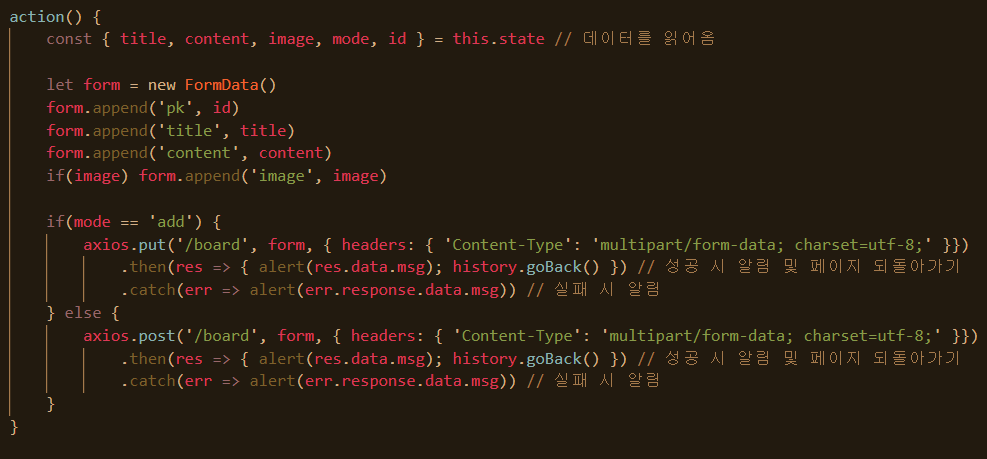 action() {
    const { title, content, image, mode, id } = this.state // 데이터를 읽어옴

    let form = new FormData()
    form.append('pk', id)
    form.append('title', title)
    form.append('content', content)
    if(image) form.append('image', image)

    if(mode == 'add') {
        axios.put('/board', form, { headers: { 'Content-Type': 'multipart/form-data; charset=utf-8;' }})
            .then(res => { alert(res.data.msg); history.goBack() }) // 성공 시 알림 및 페이지 되돌아가기
            .catch(err => alert(err.response.data.msg)) // 실패 시 알림
    } else {
        axios.post('/board', form, { headers: { 'Content-Type': 'multipart/form-data; charset=utf-8;' }})
            .then(res => { alert(res.data.msg); history.goBack() }) // 성공 시 알림 및 페이지 되돌아가기
            .catch(err => alert(err.response.data.msg)) // 실패 시 알림
    }
}